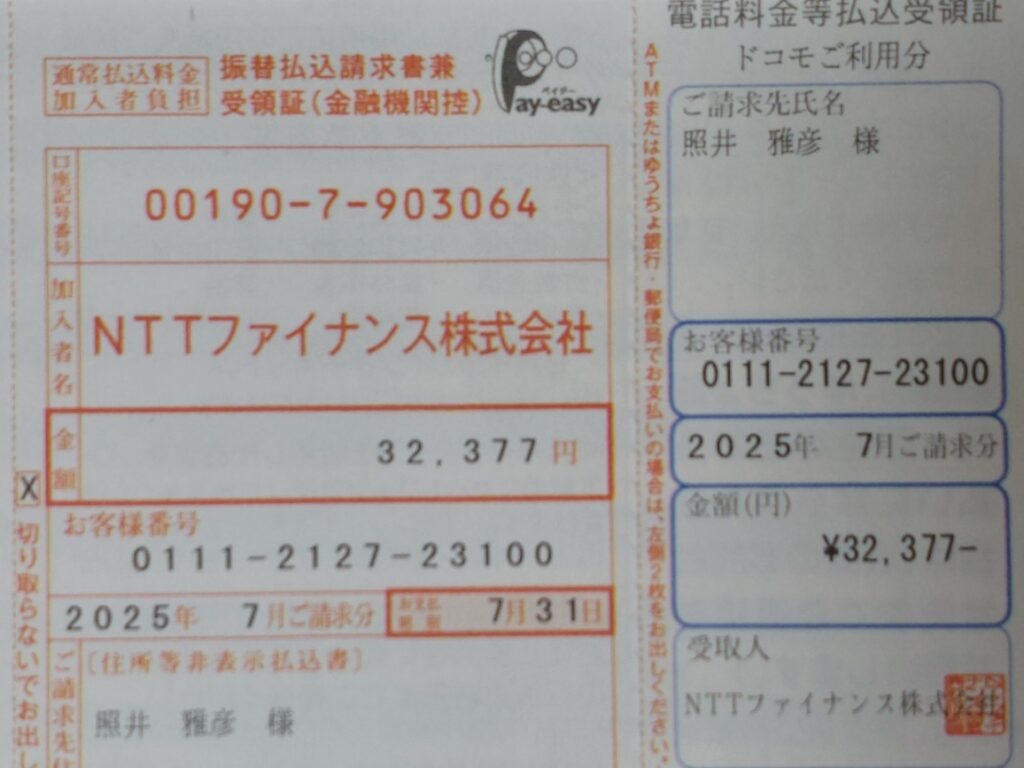 通常払込料金
加入者負担
振替払込請求書兼
受領証(金融機関控)
ペイジー
Pay-easy
口座記号番号
00190-7-903064
加入者名
NTTファイナンス株式会社
金額
32,377円
お客様番号
0111-2127-23100
2025年 7月ご請求分
お支払期限
7月31日
ご請求先
〔住所等非表示払込書〕
照井 雅彦 様
X
切り取らないでお出し
ATMまたはゆうちょ銀行・郵便局でお支払いの場合は、左側2枚をお出しください。
電話料金等払込受領証
ドコモご利用分
ご請求先氏名
照井 雅彦 様
お客様番号
0111-2127-23100
2025年 7月ご請求分
金額(円)
¥32,377-
受取人
NTTファイナンス株式会社